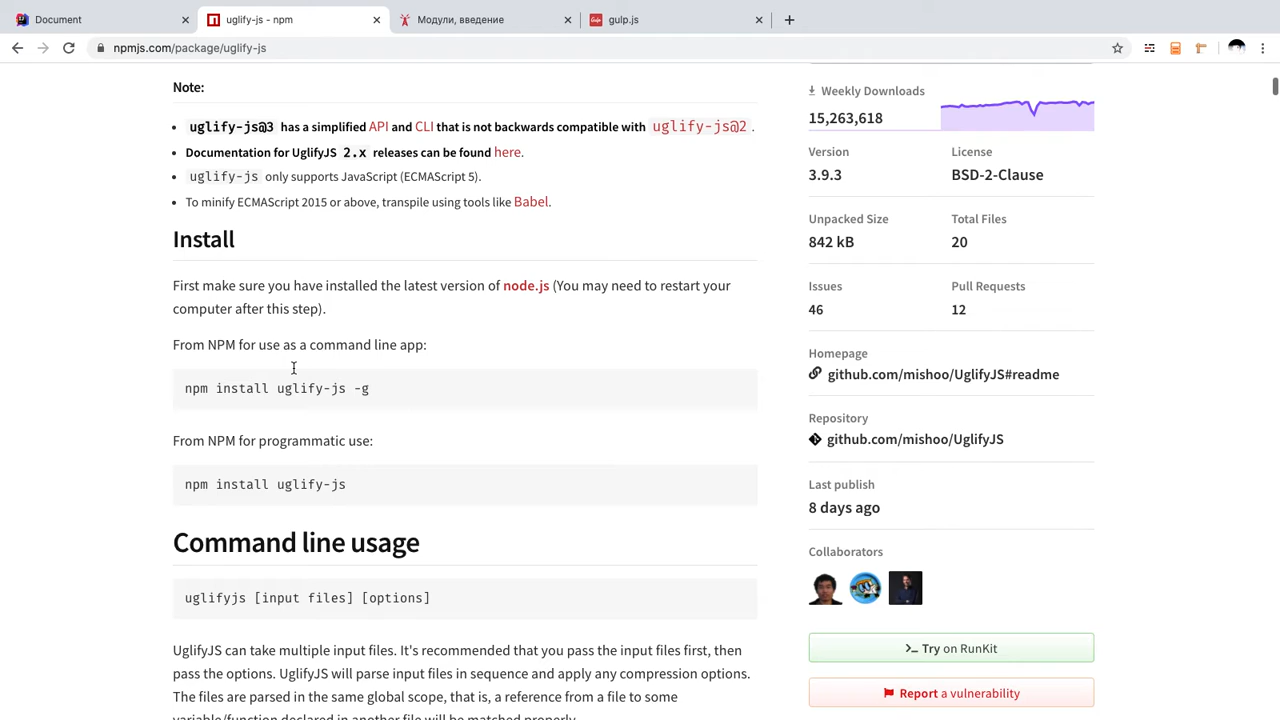 Document
uglify-js - npm
Модули, введение
gulp.js
npmjs.com/package/uglify-js
Note:
uglify-js@3 has a simplified API and CLI that is not backwards compatible with uglify-js@2 .
Documentation for UglifyJS 2.x releases can be found here.
uglify-js only supports JavaScript (ECMAScript 5).
To minify ECMAScript 2015 or above, transpile using tools like Babel.
Install
First make sure you have installed the latest version of node.js (You may need to restart your
computer after this step).
From NPM for use as a command line app:
npm install uglify-js -g
From NPM for programmatic use:
npm install uglify-js
Command line usage
uglifyjs [input files] [options]
UglifyJS can take multiple input files. It's recommended that you pass the input files first, then
pass the options. UglifyJS will parse input files in sequence and apply any compression options.
The files are parsed in the same global scope, that is, a reference from a file to some
variable/function declared in another file will be matched properly.
Weekly Downloads
15,263,618
Version
License
3.9.3
BSD-2-Clause
Unpacked Size
Total Files
842 kB
20
Issues
Pull Requests
46
12
Homepage
github.com/mishoo/UglifyJS#readme
Repository
github.com/mishoo/UglifyJS
Last publish
8 days ago
Collaborators
Try on RunKit
Report a vulnerability